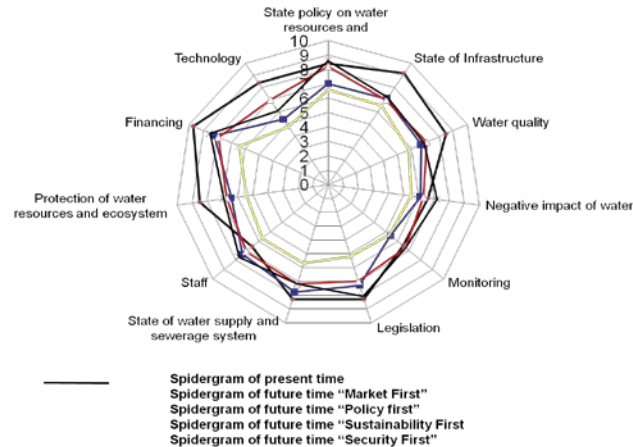 State policy on water
resources and
State of Infrastructure
Water quality
Negative impact of water
Monitoring
Legislation
State of water supply and
sewerage system
Staff
Protection of water
resources and ecosystem
Financing
Technology
10
9
8
7
6
5
4
3
2
1
0
Spidergram of present time
Spidergram of future time “Market First”
Spidergram of future time “Policy first”
Spidergram of future time “Sustainability First
Spidergram of future time “Security First”